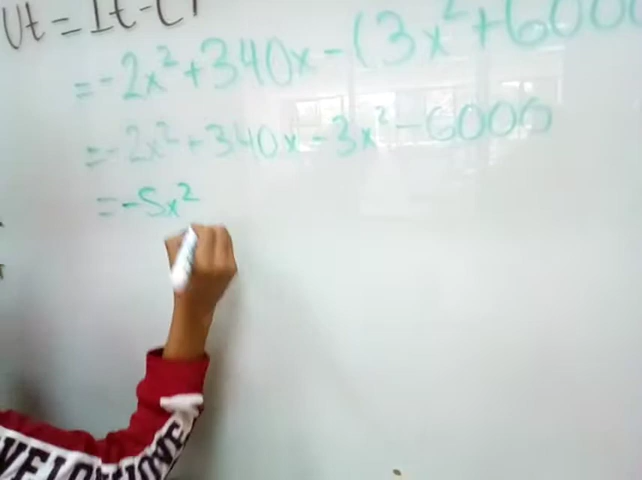 Ut = It - Ct
= -2x² + 340x - (3x² + 6000
= -2x² + 340x - 3x² - 6000
= -5x²